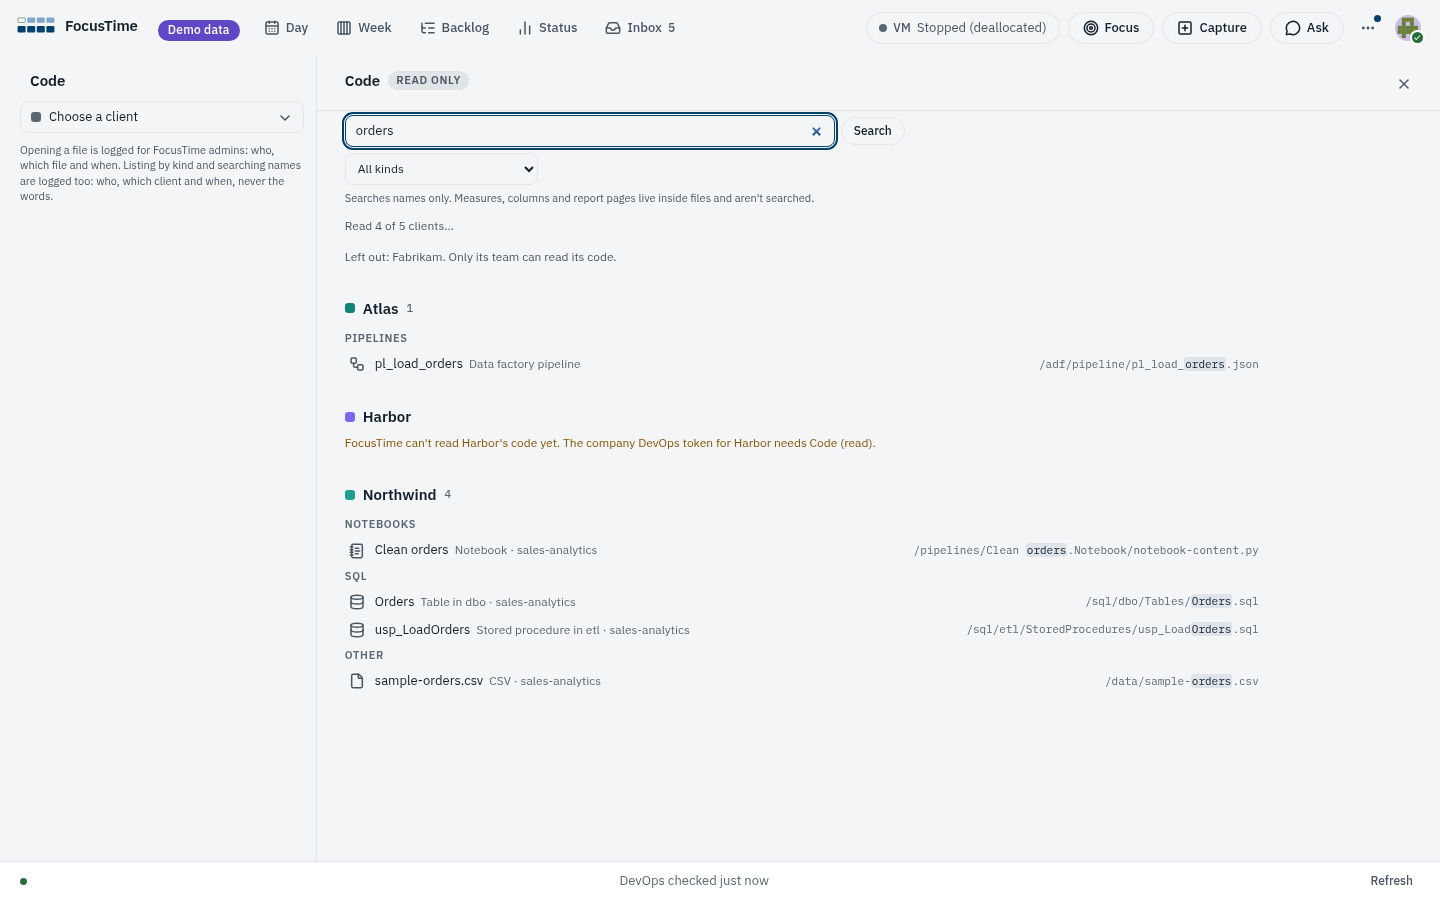 FocusTime
Demo data
Day
Week
Backlog
Status
Inbox 5
VM Stopped (deallocated)
Focus
Capture
Ask
Code
Choose a client
Opening a file is logged for FocusTime admins: who,
which file and when. Listing by kind and searching names
are logged too: who, which client and when, never the
words.
Code READ ONLY
orders
Search
All kinds
Searches names only. Measures, columns and report pages live inside files and aren't searched.
Read 4 of 5 clients...
Left out: Fabrikam. Only its team can read its code.
Atlas 1
PIPELINES
pl_load_orders Data factory pipeline /adf/pipeline/pl_load_orders.json
Harbor
FocusTime can't read Harbor's code yet. The company DevOps token for Harbor needs Code (read).
Northwind 4
NOTEBOOKS
Clean orders Notebook · sales-analytics /pipelines/Clean orders.Notebook/notebook-content.py
SQL
Orders Table in dbo · sales-analytics /sql/dbo/Tables/Orders.sql
usp_LoadOrders Stored procedure in etl · sales-analytics /sql/etl/StoredProcedures/usp_LoadOrders.sql
OTHER
sample-orders.csv CSV · sales-analytics /data/sample-orders.csv
DevOps checked just now
Refresh